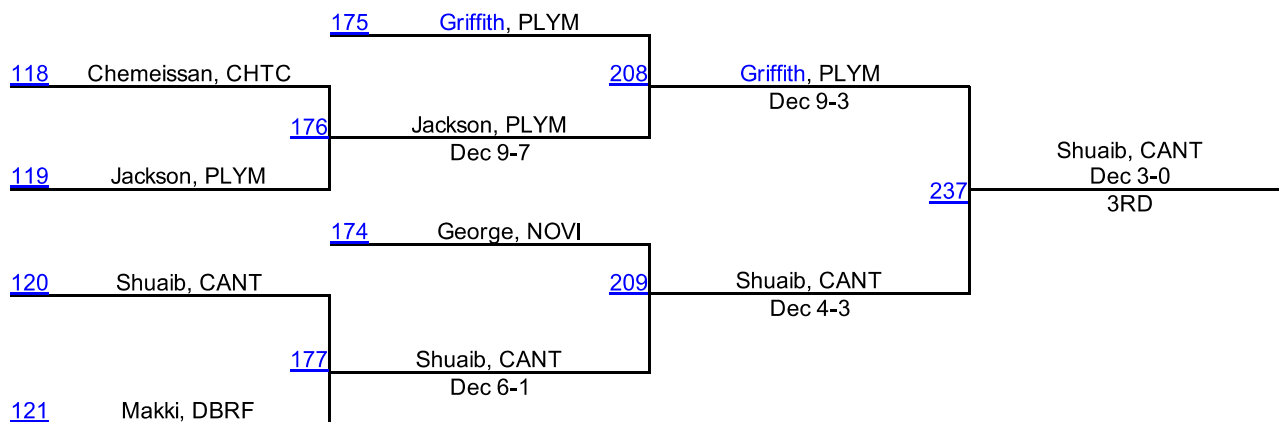 175 Griffith, PLYM
118 Chemeissan, CHTC
208 Griffith, PLYM
Dec 9-3
176 Jackson, PLYM
Dec 9-7
119 Jackson, PLYM
Shuaib, CANT
Dec 3-0
237
3RD
174 George, NOVI
120 Shuaib, CANT
209 Shuaib, CANT
Dec 4-3
177 Shuaib, CANT
Dec 6-1
121 Makki, DBRF